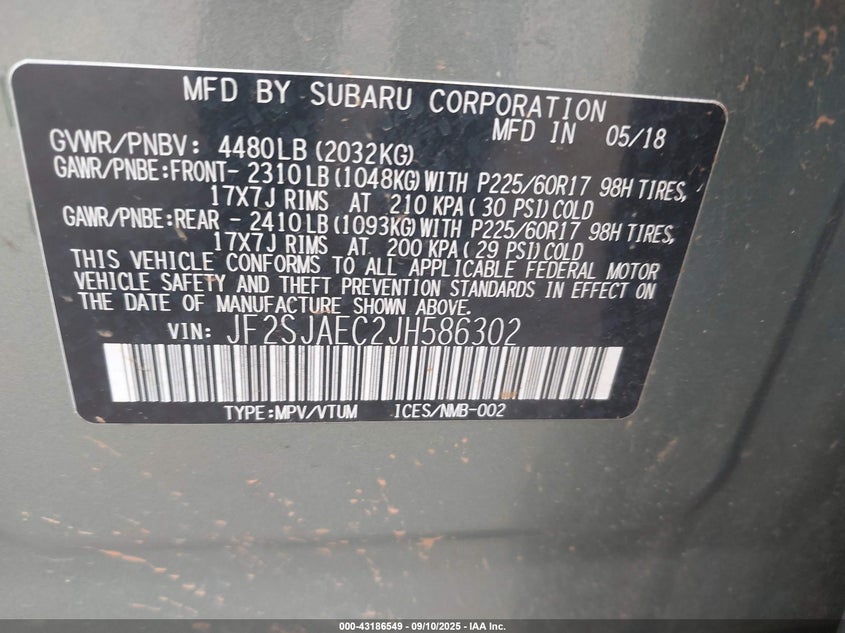 MFD BY SUBARU CORPORATION
MFD IN 05/18
GVWR/PNBV: 4480LB (2032KG)
GAWR/PNBE:FRONT- 2310LB (1048KG) WITH P225/60R17 98H TIRES,
17X7J RIMS AT 210 KPA ( 30 PSI) COLD
GAWR/PNBE:REAR - 2410LB (1093KG) WITH P225/60R17 98H TIRES,
17X7J RIMS AT 200 KPA ( 29 PSI) COLD
THIS VEHICLE CONFORMS TO ALL APPLICABLE FEDERAL MOTOR
VEHICLE SAFETY AND THEFT PREVENTION STANDARDS IN EFFECT ON
THE DATE OF MANUFACTURE SHOWN ABOVE.
VIN: JF2SJAEC2JH586302
TYPE:MPV/VTUM ICES/NMB-002
000-43186549 - 09/10/2025 - IAA Inc.